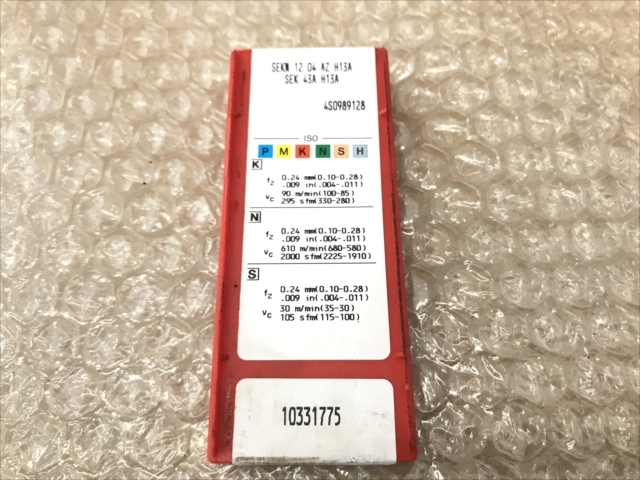 SEKN 12 04 AZ H13A
SEK 43A H13A
4S0989128
ISO
P M K N S H
K
fz 0.24 mm(0.10-0.28)
.009 in(.004-.011)
vc 90 m/min(100-85)
295 sfm(330-280)
N
fz 0.24 mm(0.10-0.28)
.009 in(.004-.011)
vc 610 m/min(680-580)
2000 sfm(2225-1910)
S
fz 0.24 mm(0.10-0.28)
.009 in(.004-.011)
vc 30 m/min(35-30)
105 sfm(115-100)
10331775